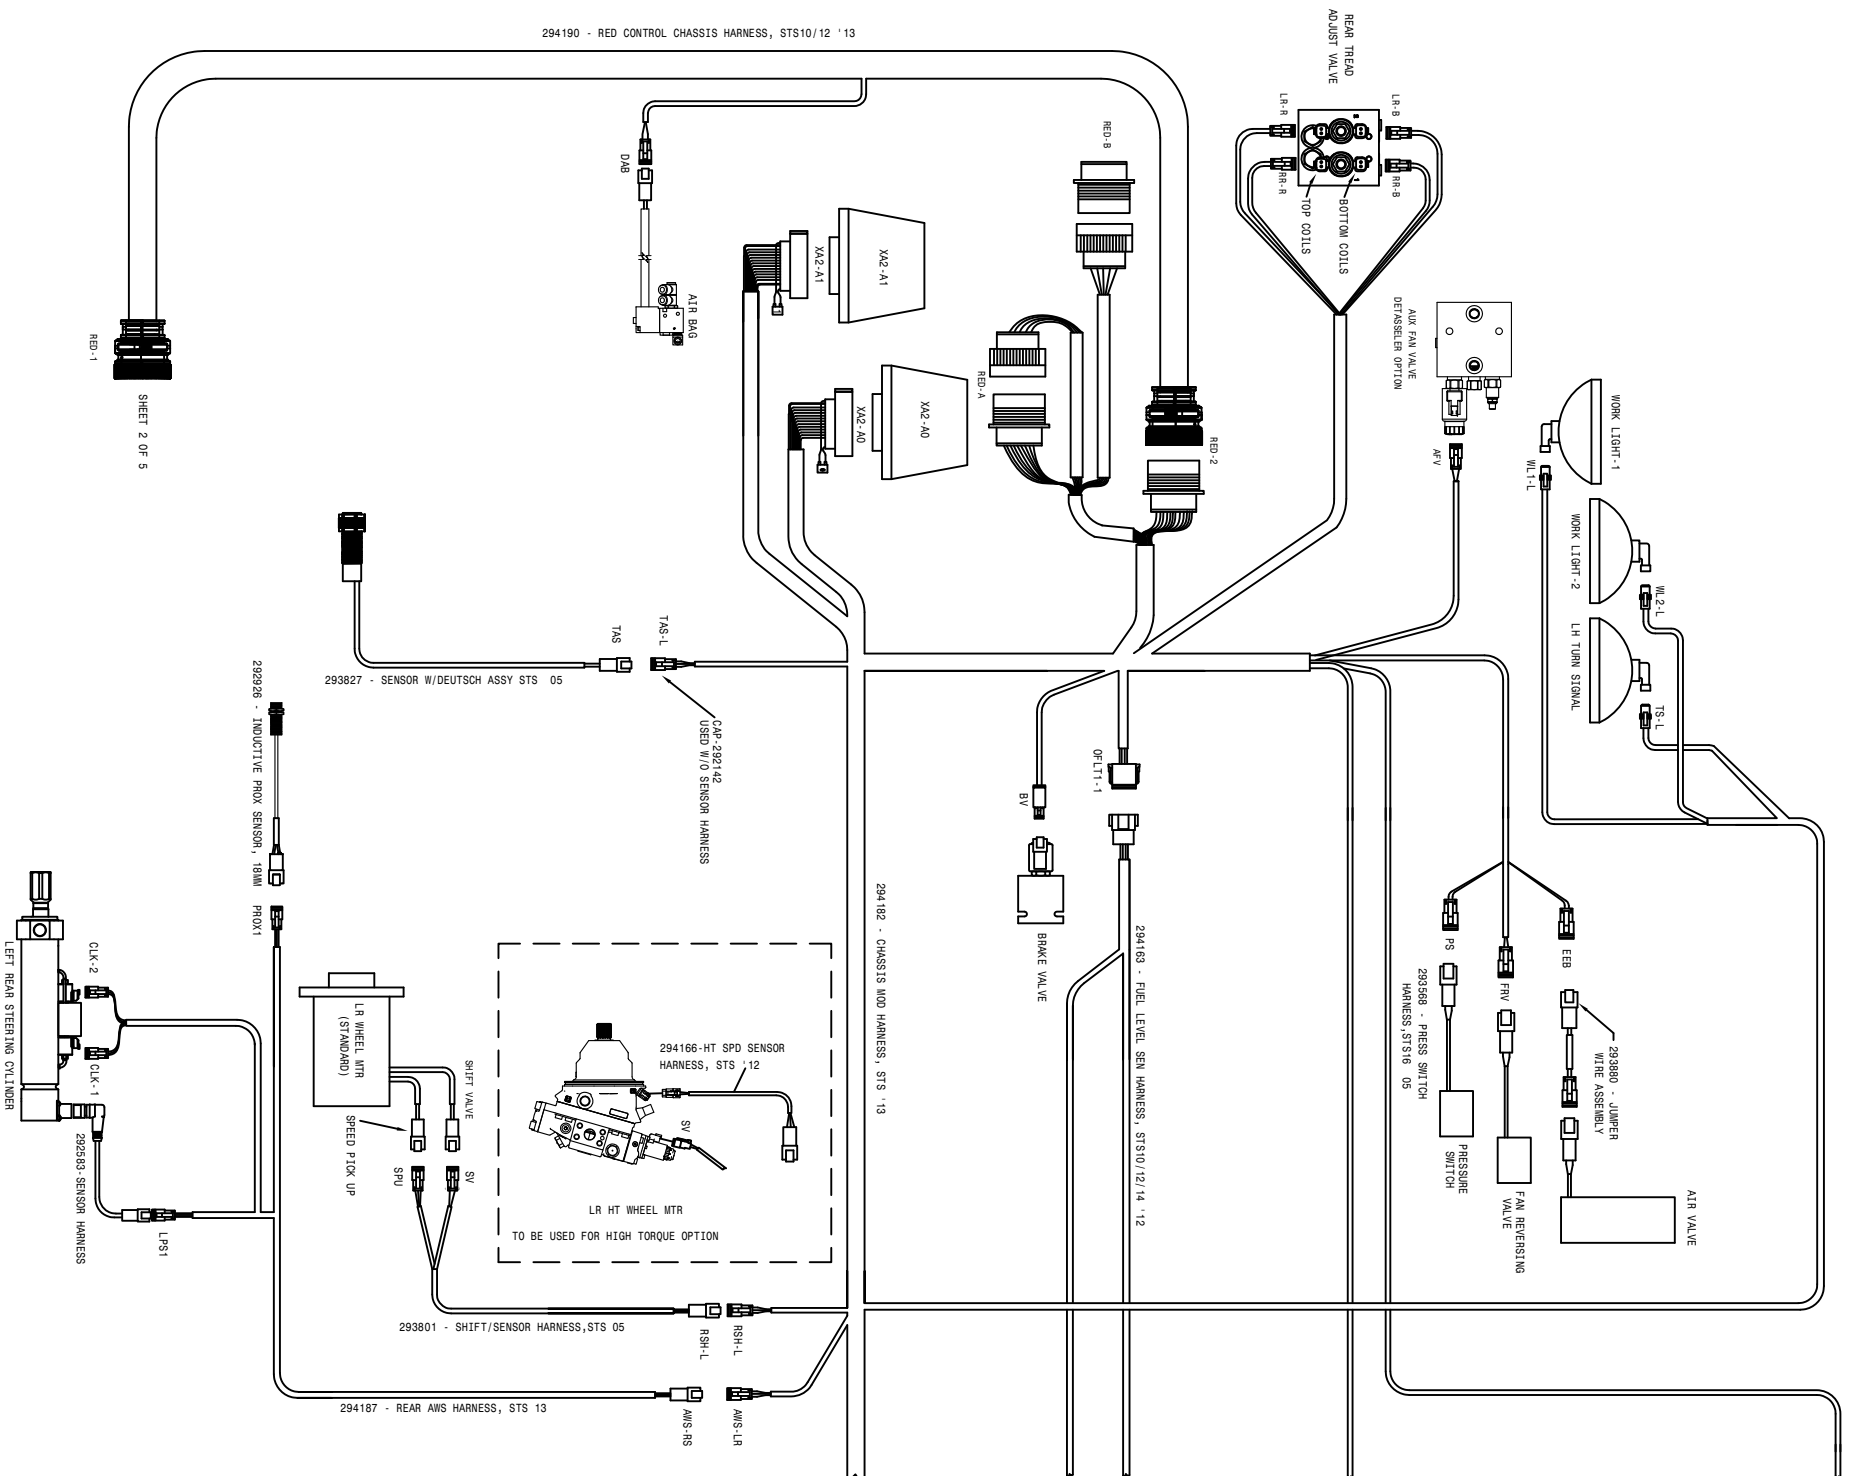 294190 - RED CONTROL CHASSIS HARNESS, STS10/12 '13
REAR TREAD
ADJUST VALVE
LR-R
LR-B
RR-R
RR-B
TOP COILS
BOTTOM COILS
RED-B
DAB
AIR BAG
XA2-A1
XA2-A1
XA2-A0
XA2-A0
RED-A
RED-2
RED-1
SHEET 2 OF 5
AUX FAN VALVE
DETASSELER OPTION
AFV
WORK LIGHT-1
WL1-L
WORK LIGHT-2
WL2-L
LH TURN SIGNAL
TS-L
TAS
TAS-L
293827 - SENSOR W/DEUTSCH ASSY STS  05
CAP-292142
USED W/O SENSOR HARNESS
292926 - INDUCTIVE PROX SENSOR, 18MM
PROX1
OFLT1-1
BV
BRAKE VALVE
294182 - CHASSIS MOD HARNESS, STS '13
294163 - FUEL LEVEL SEN HARNESS, STS10/12/14 '12
PS
FRV
EEB
293568 - PRESS SWITCH
HARNESS,STS16  05
293880 - JUMPER
WIRE ASSEMBLY
PRESSURE
SWITCH
FAN REVERSING
VALVE
AIR VALVE
CLK-2
CLK-1
LEFT REAR STEERING CYLINDER
292583-SENSOR HARNESS
LPS1
LR WHEEL MTR
(STANDARD)
SHIFT VALVE
SPEED PICK UP
SPU
SV
294166-HT SPD SENSOR
HARNESS, STS '12
SV
LR HT WHEEL MTR
TO BE USED FOR HIGH TORQUE OPTION
293801 - SHIFT/SENSOR HARNESS,STS 05
RSH-L
RSH-L
294187 - REAR AWS HARNESS, STS 13
AWS-RS
AWS-LR